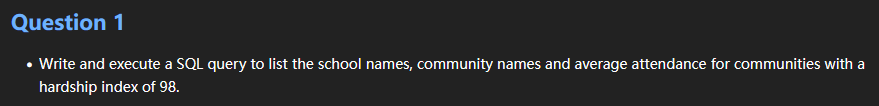 Question 1
• Write and execute a SQL query to list the school names, community names and average attendance for communities with a
hardship index of 98.